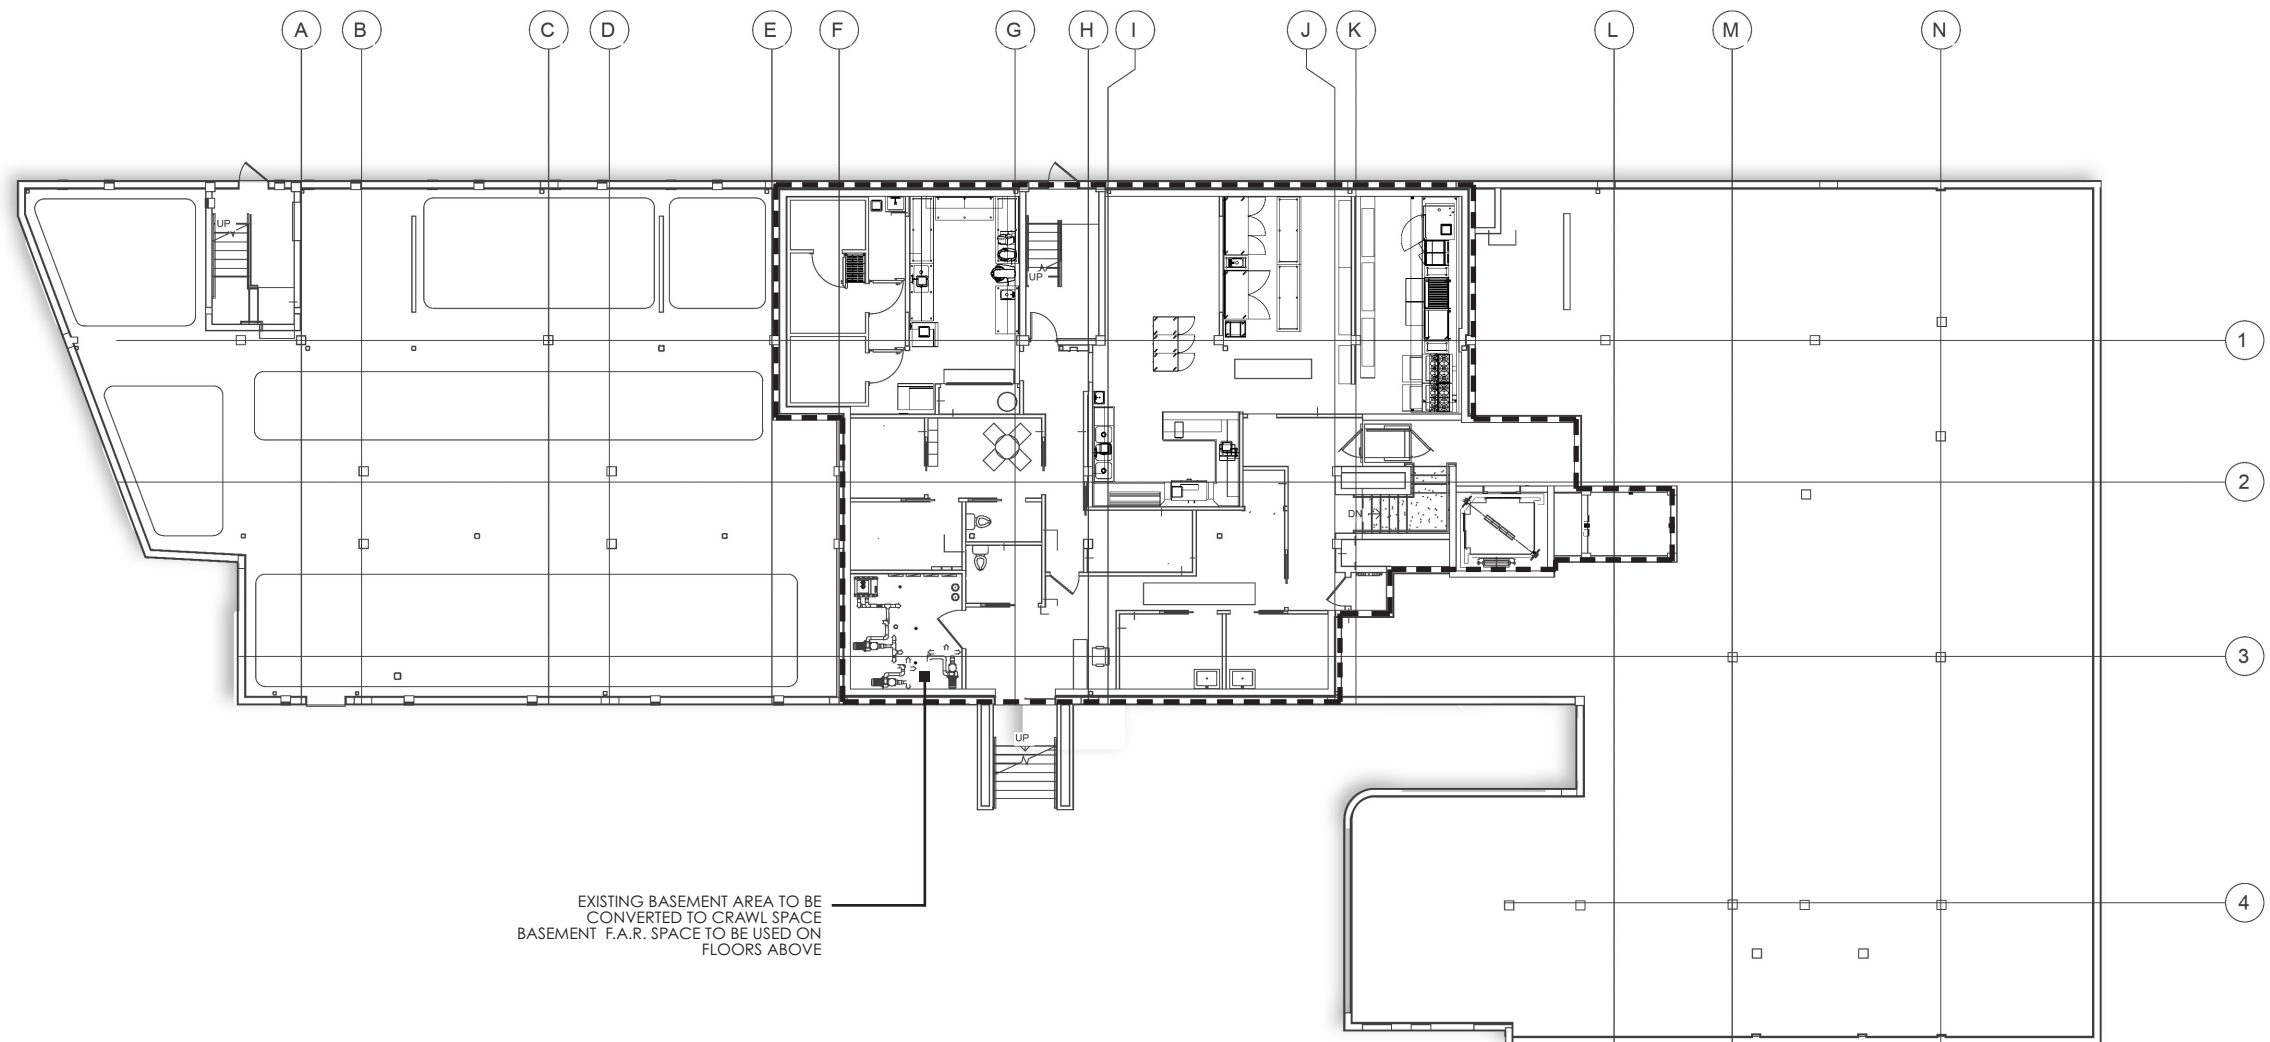 A B C D E F G H I J K L M N
UP
UP
1
2
DN
3
UP
EXISTING BASEMENT AREA TO BE
CONVERTED TO CRAWL SPACE
BASEMENT F.A.R. SPACE TO BE USED ON
FLOORS ABOVE
4